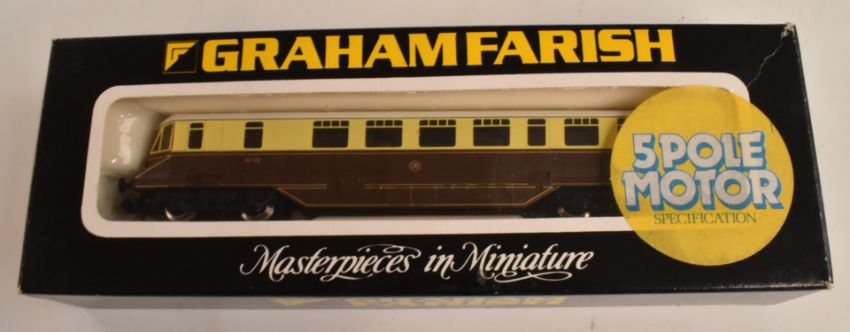 GRAHAM FARISH
5 POLE
MOTOR
SPECIFICATION
Masterpieces in Miniature